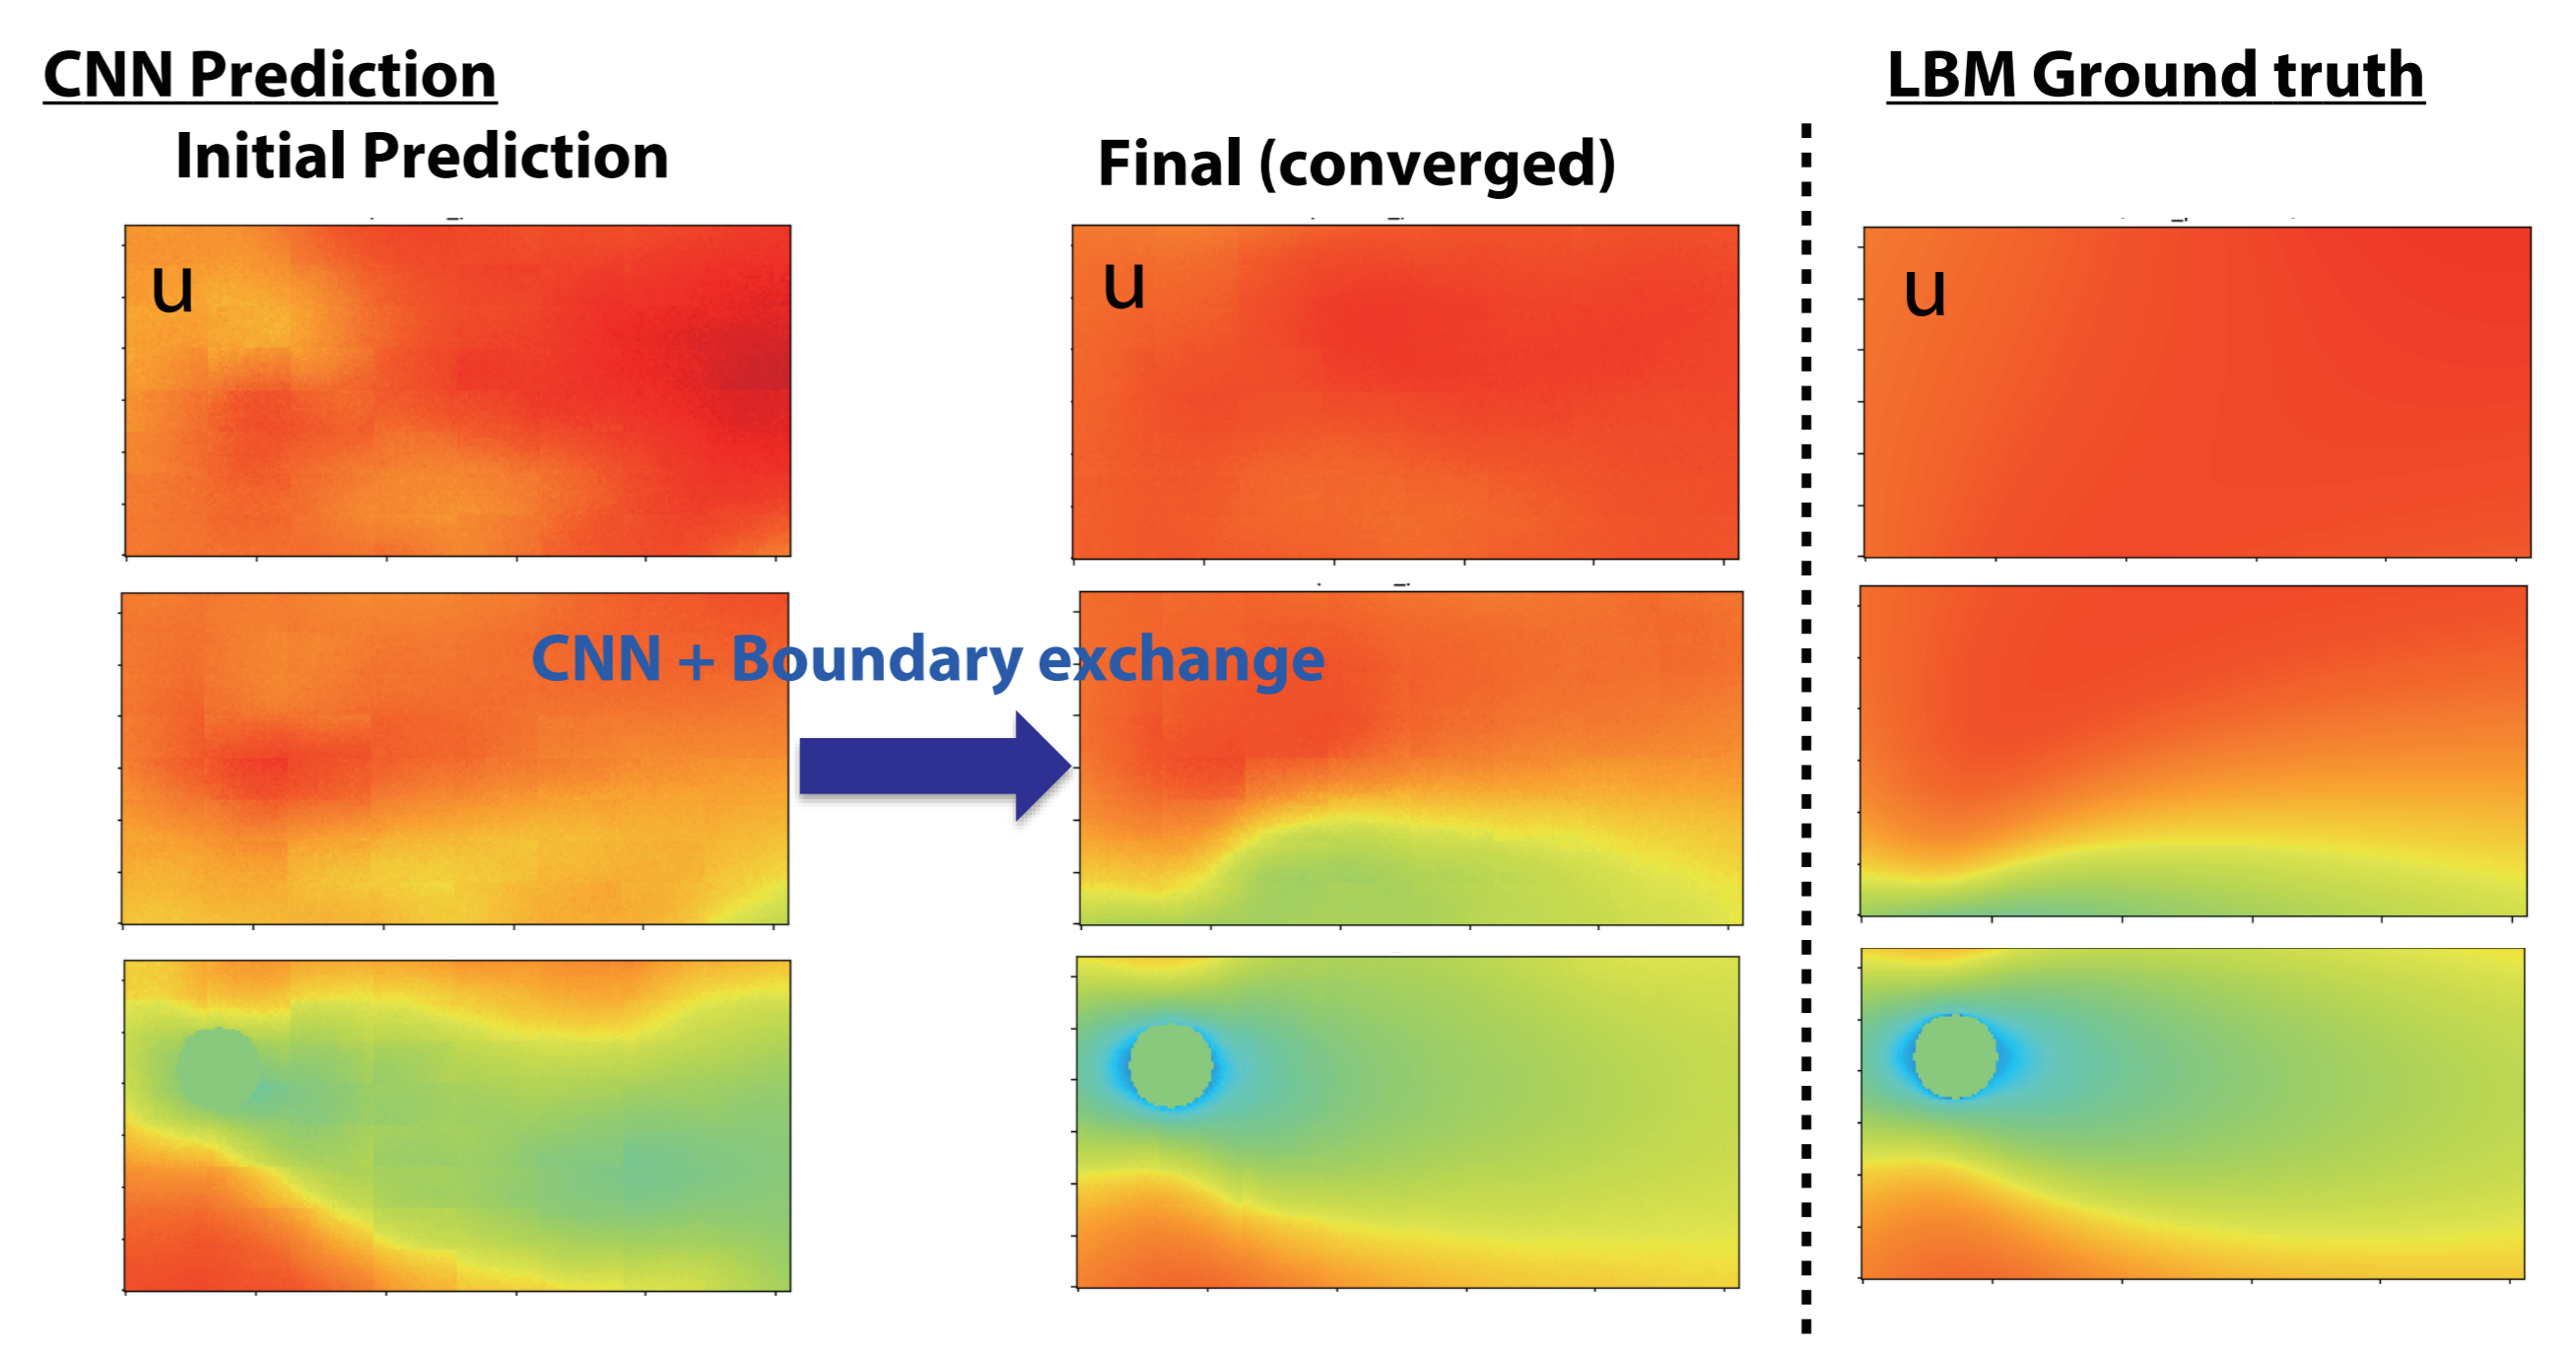 CNN Prediction
LBM Ground truth
Initial Prediction
Final (converged)
u
u
u
CNN + Boundary exchange